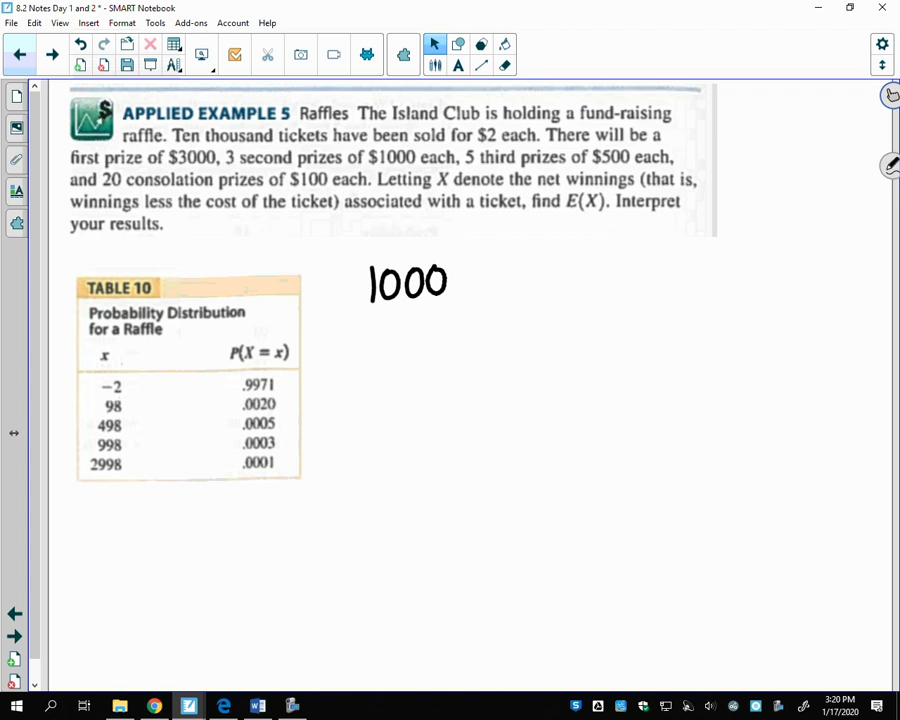 8.2 Notes Day 1 and 2 * - SMART Notebook
File Edit View Insert Format Tools Add-ons Account Help
APPLIED EXAMPLE 5 Raffles The Island Club is holding a fund-raising
raffle. Ten thousand tickets have been sold for $2 each. There will be a
first prize of $3000, 3 second prizes of $1000 each, 5 third prizes of $500 each,
and 20 consolation prizes of $100 each. Letting X denote the net winnings (that is,
winnings less the cost of the ticket) associated with a ticket, find E(X). Interpret
your results.
1000
TABLE 10
Probability Distribution
for a Raffle
x P(X = x)
−2 .9971
98 .0020
498 .0005
998 .0003
2998 .0001
3:20 PM
1/17/2020